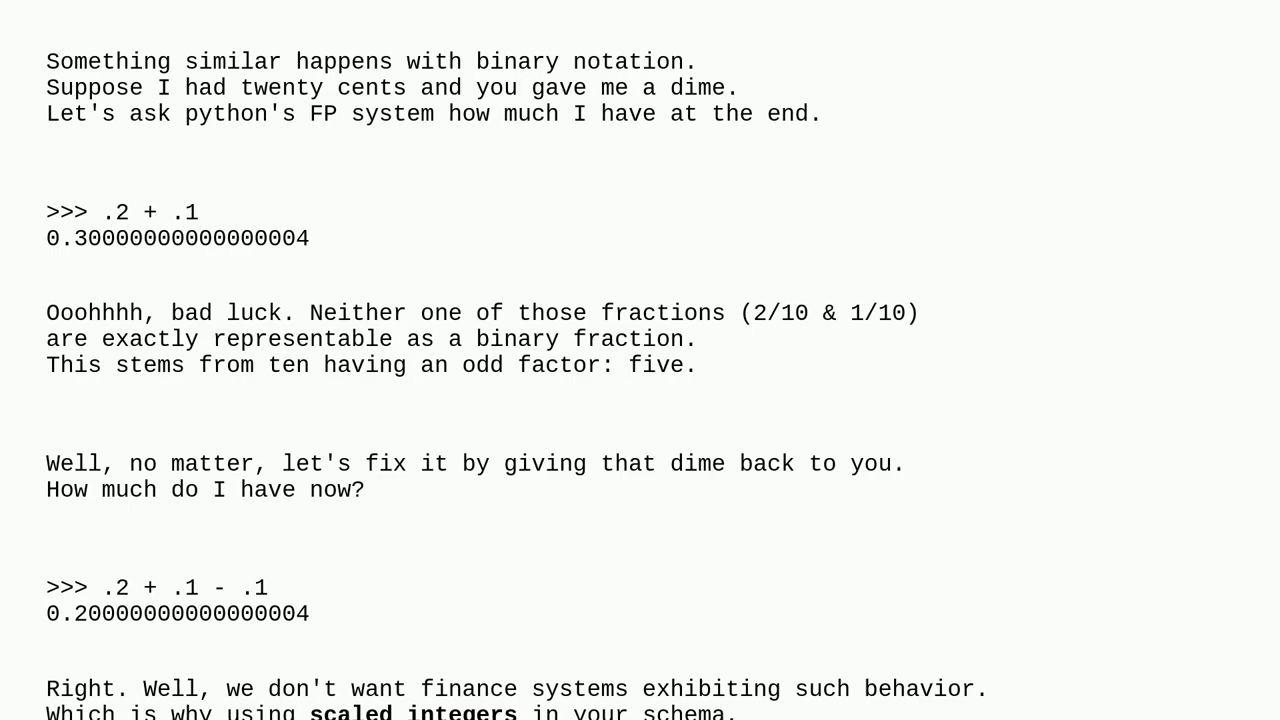 Something similar happens with binary notation.
Suppose I had twenty cents and you gave me a dime.
Let's ask python's FP system how much I have at the end.
>>> .2 + .1
0.30000000000000004
Ooohhhh, bad luck. Neither one of those fractions (2/10 & 1/10)
are exactly representable as a binary fraction.
This stems from ten having an odd factor: five.
Well, no matter, let's fix it by giving that dime back to you.
How much do I have now?
>>> .2 + .1 - .1
0.20000000000000004
Right. Well, we don't want finance systems exhibiting such behavior.
Which is why using scaled integers in your schema,